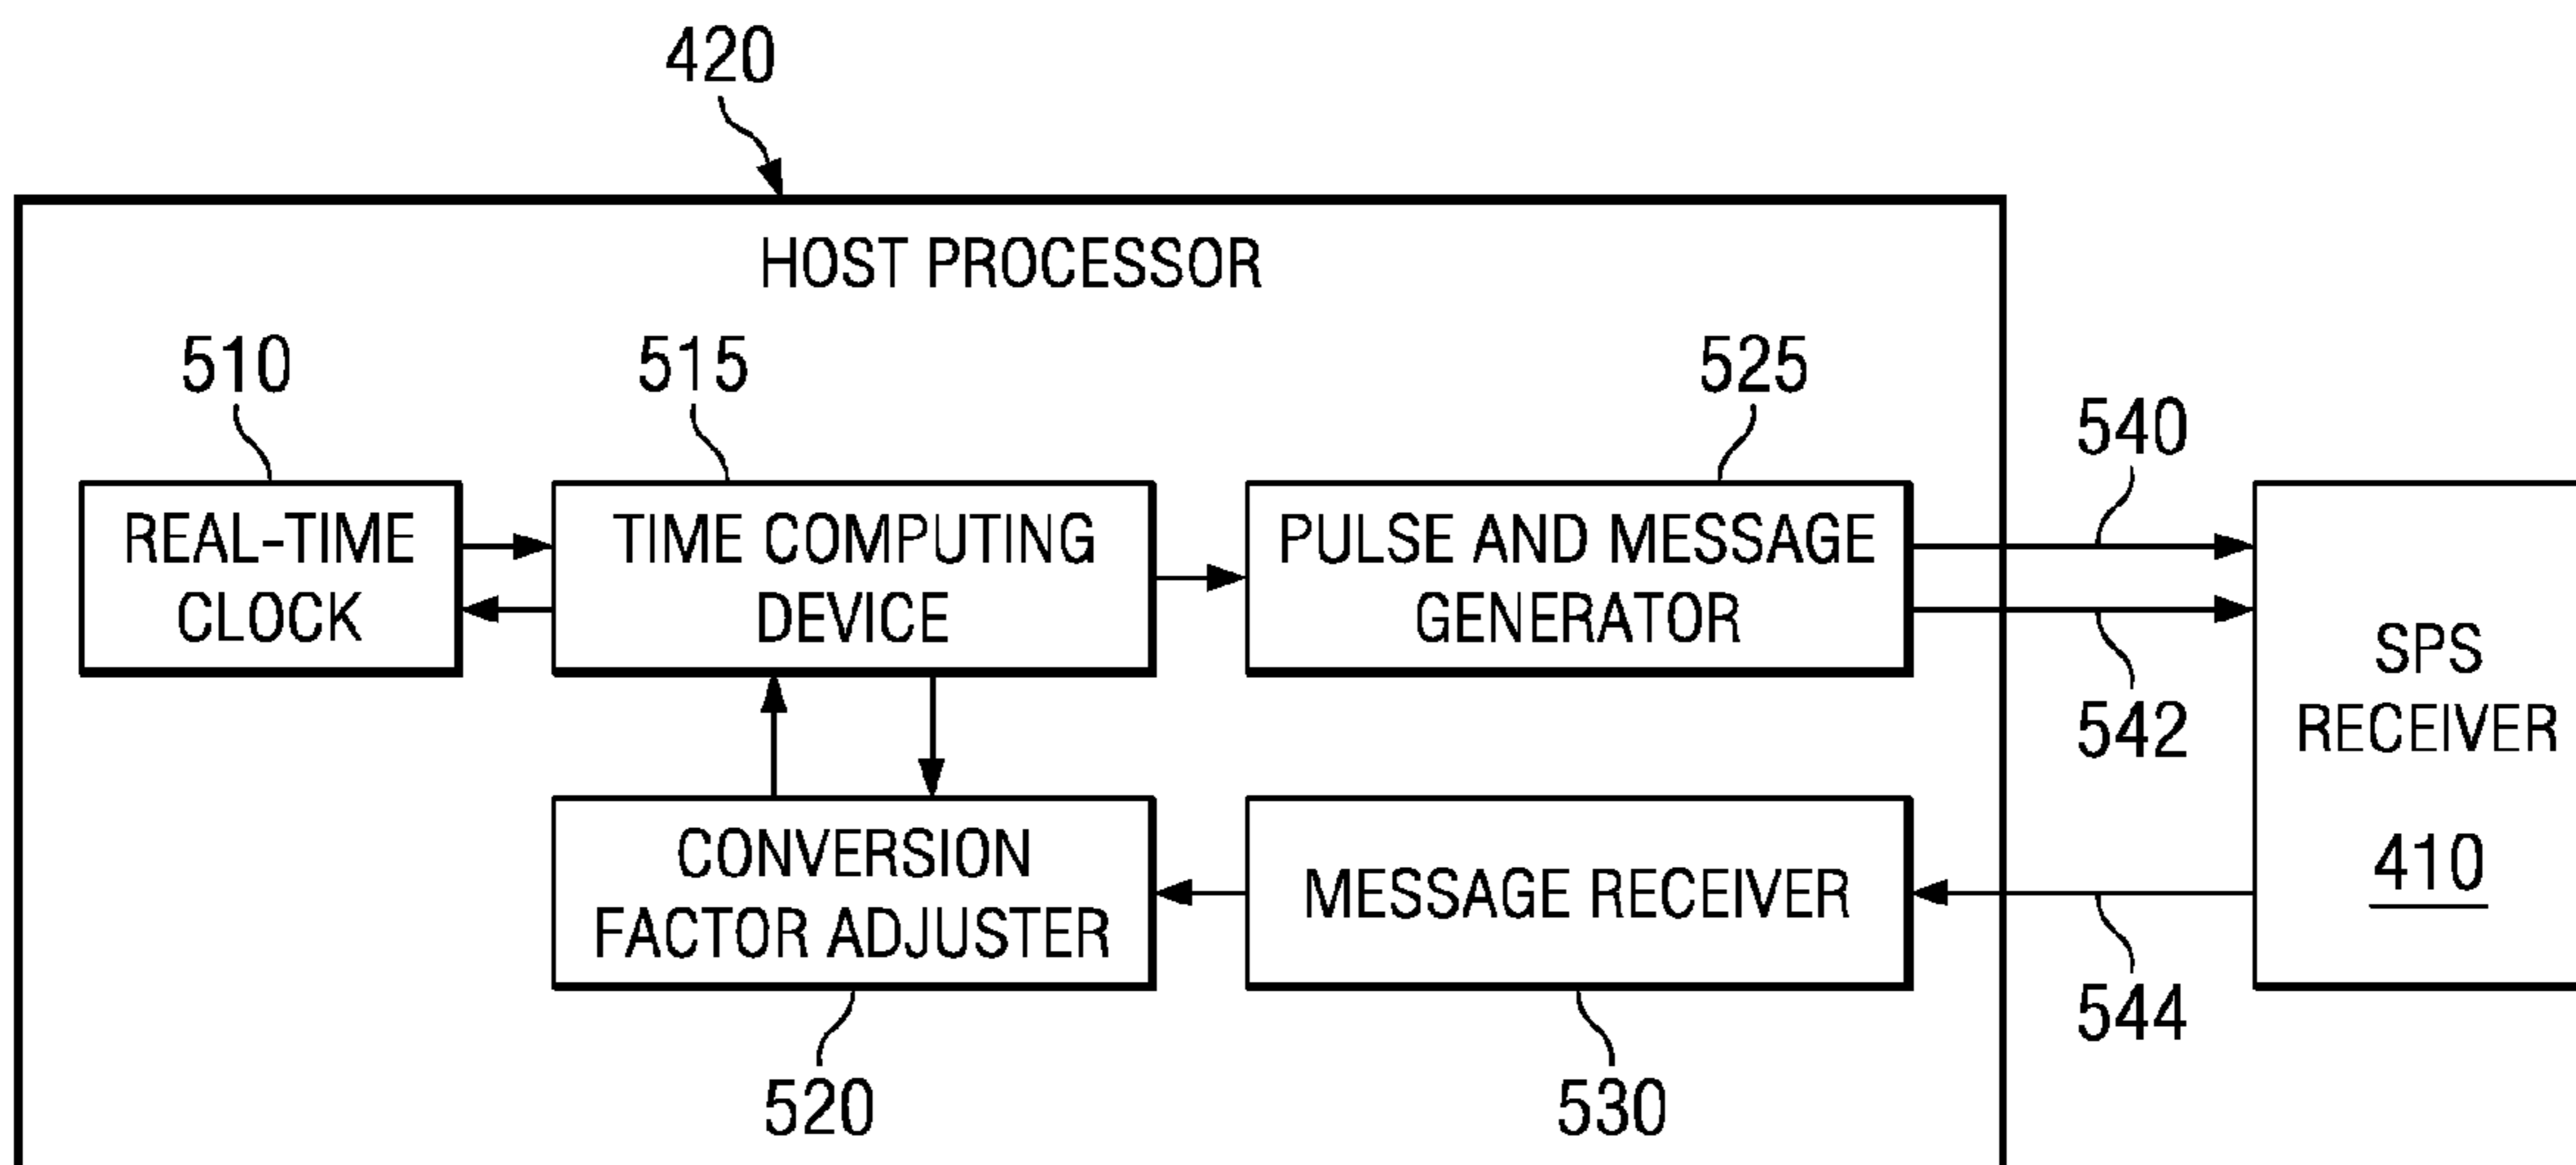 420
HOST PROCESSOR
510
515
525
540
REAL-TIME
CLOCK
TIME COMPUTING
DEVICE
PULSE AND MESSAGE
GENERATOR
542
SPS
RECEIVER
410
CONVERSION
FACTOR ADJUSTER
MESSAGE RECEIVER
544
520
530